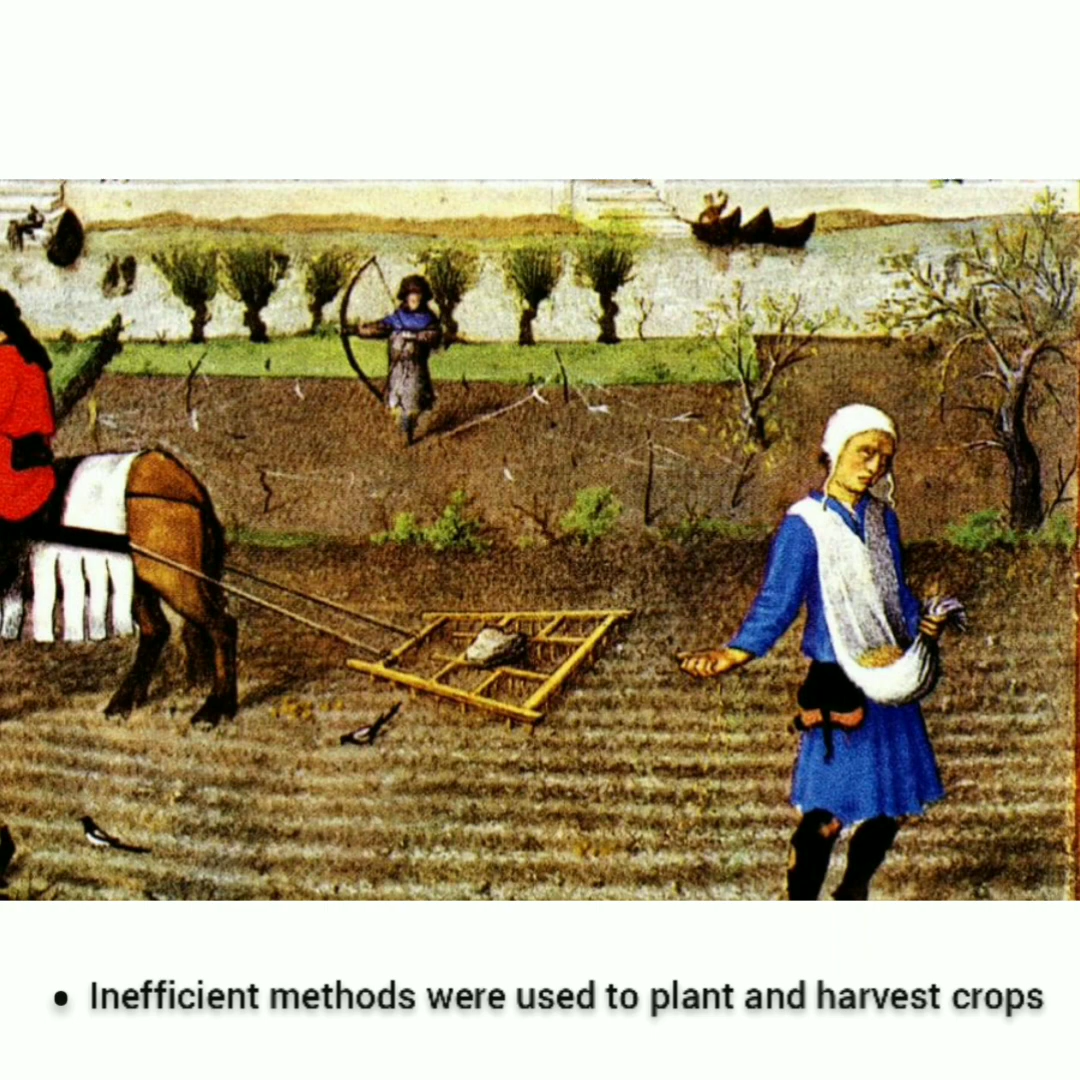 • Inefficient methods were used to plant and harvest crops